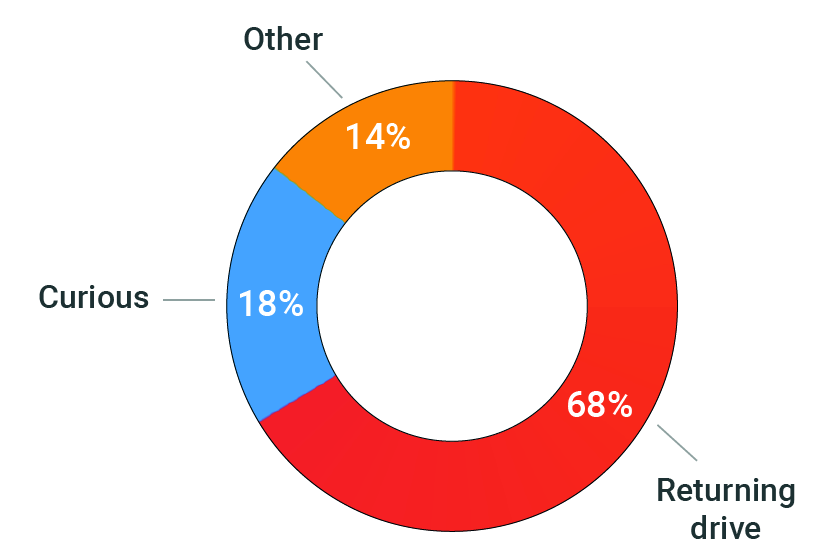 Other
14%
Curious
18%
68%
Returning
drive